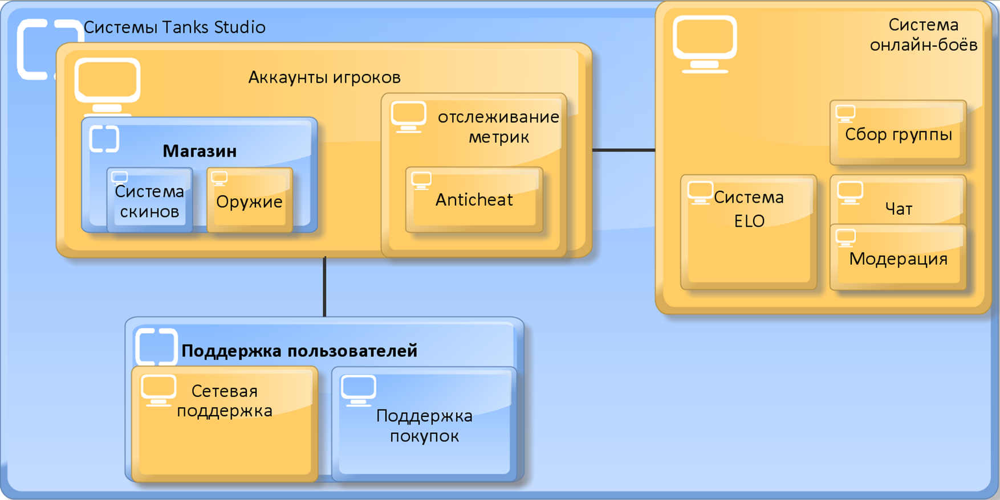 Системы Tanks Studio
Аккаунты игроков
Магазин
Система
скинов
Оружие
отслеживание
метрик
Anticheat
Система
онлайн-боёв
Сбор группы
Система
ELO
Чат
Модерация
Поддержка пользователей
Сетевая
поддержка
Поддержка
покупок